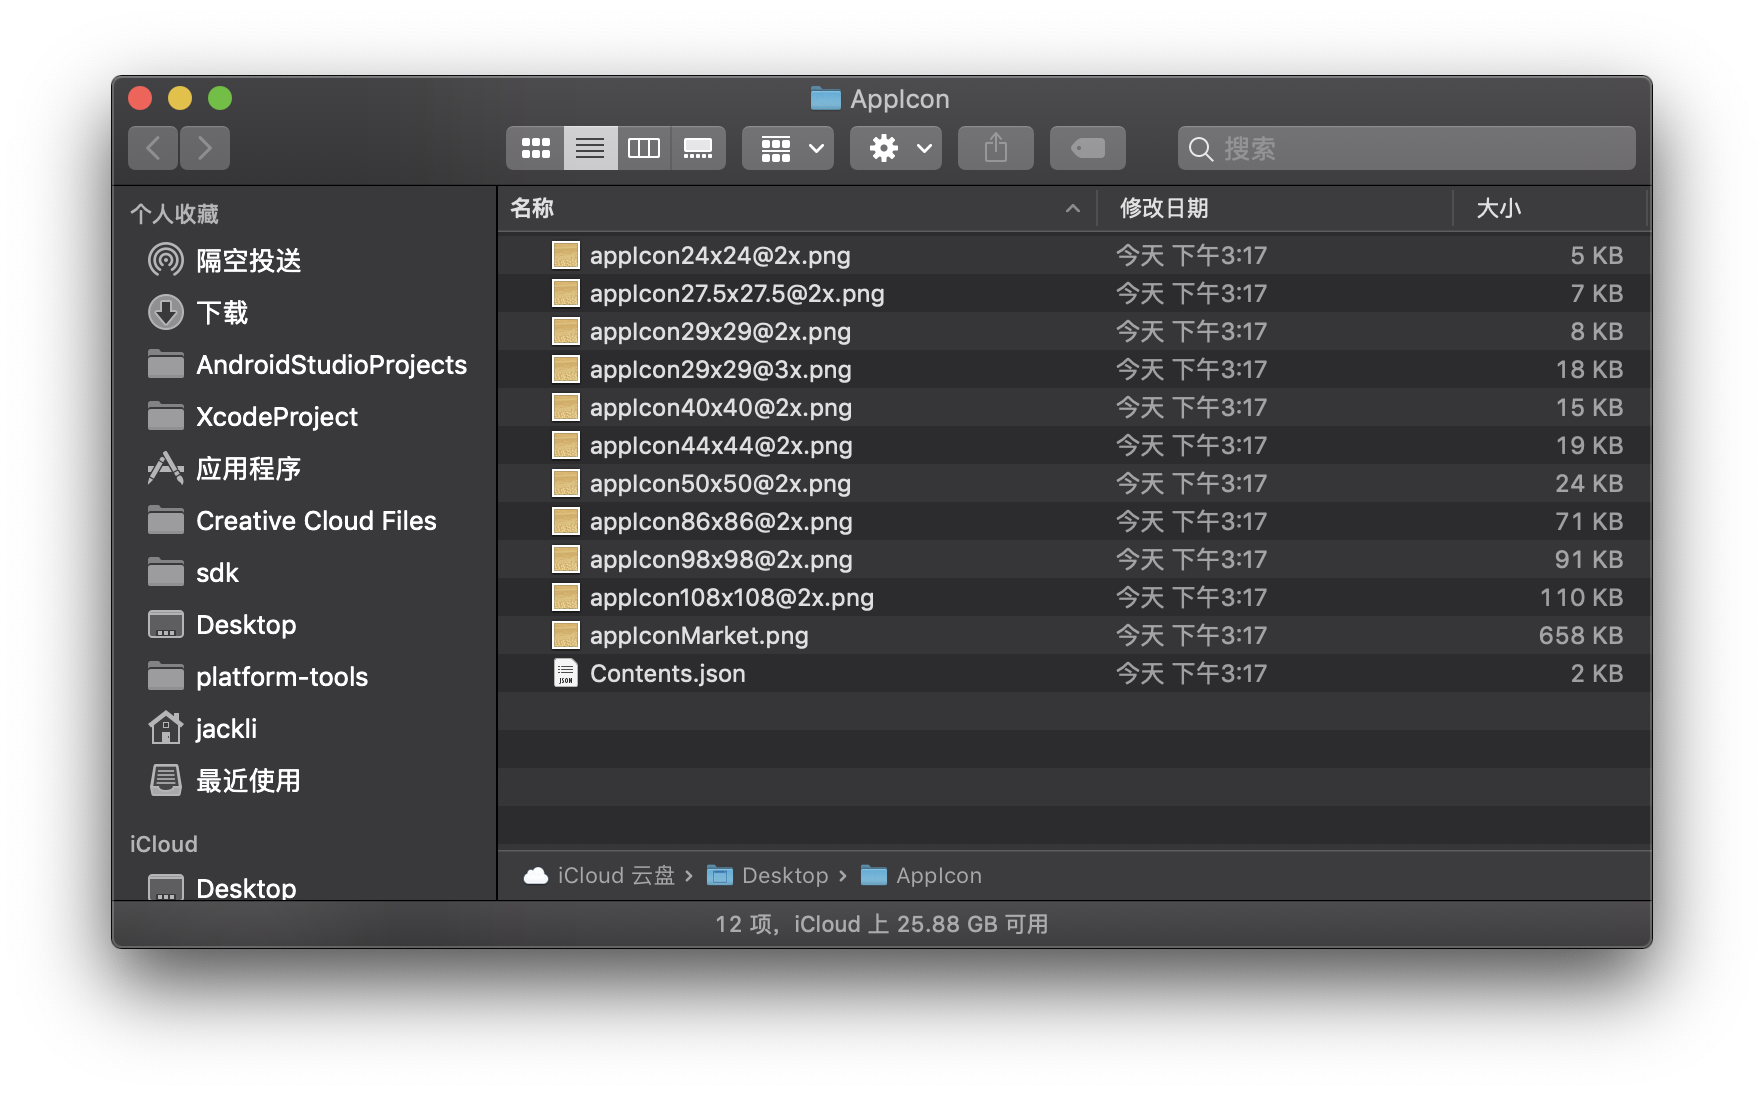 AppIcon
搜索
个人收藏
隔空投送
下载
AndroidStudioProjects
XcodeProject
应用程序
Creative Cloud Files
sdk
Desktop
platform-tools
jackli
最近使用
iCloud
Desktop
名称 修改日期 大小
appIcon24x24@2x.png 今天 下午3:17 5 KB
appIcon27.5x27.5@2x.png 今天 下午3:17 7 KB
appIcon29x29@2x.png 今天 下午3:17 8 KB
appIcon29x29@3x.png 今天 下午3:17 18 KB
appIcon40x40@2x.png 今天 下午3:17 15 KB
appIcon44x44@2x.png 今天 下午3:17 19 KB
appIcon50x50@2x.png 今天 下午3:17 24 KB
appIcon86x86@2x.png 今天 下午3:17 71 KB
appIcon98x98@2x.png 今天 下午3:17 91 KB
appIcon108x108@2x.png 今天 下午3:17 110 KB
appIconMarket.png 今天 下午3:17 658 KB
Contents.json 今天 下午3:17 2 KB
iCloud 云盘 › Desktop › AppIcon
12 项，iCloud 上 25.88 GB 可用